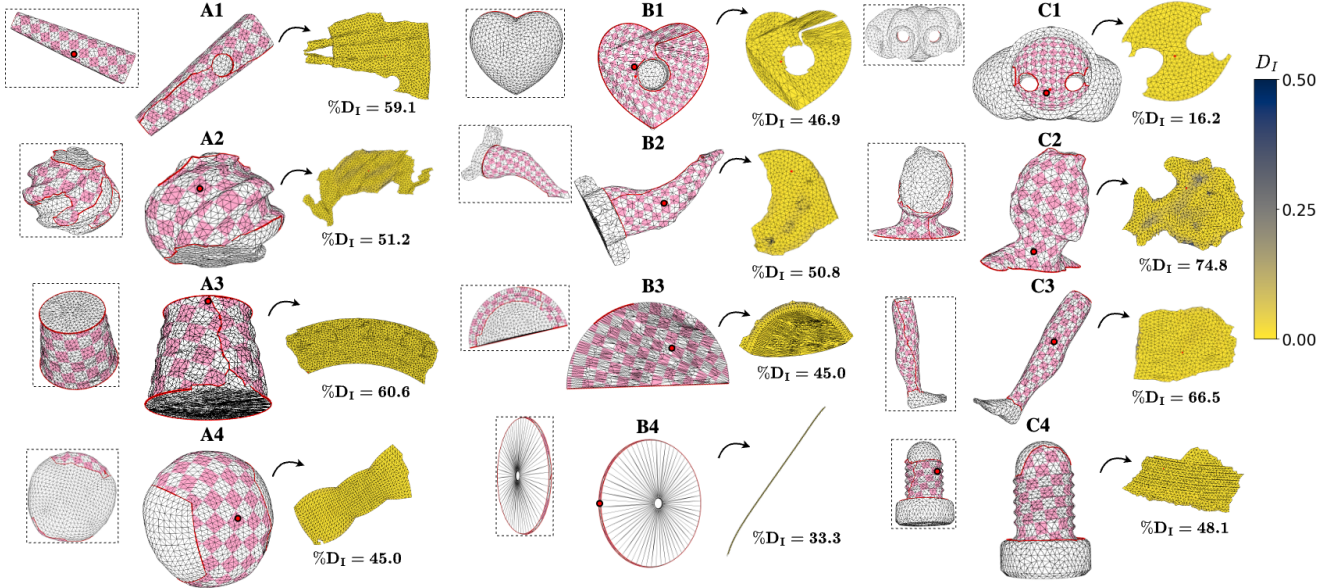 A1
%D_I = 59.1
B1
%D_I = 46.9
C1
%D_I = 16.2
A2
%D_I = 51.2
B2
%D_I = 50.8
C2
%D_I = 74.8
A3
%D_I = 60.6
B3
%D_I = 45.0
C3
%D_I = 66.5
A4
%D_I = 45.0
B4
%D_I = 33.3
C4
%D_I = 48.1
D_I
0.50
0.25
0.00